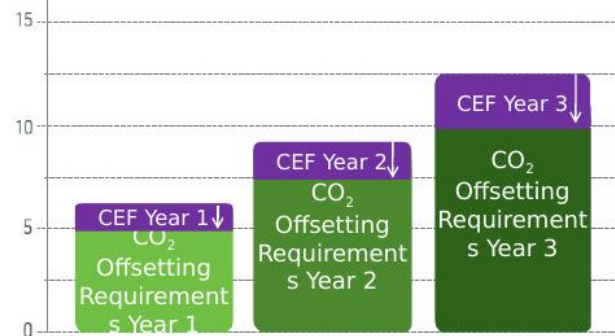 15
10
5
0
CEF Year 1
CO₂
Offsetting
Requirement
s Year 1
CEF Year 2
CO₂
Offsetting
Requirement
s Year 2
CEF Year 3
CO₂
Offsetting
Requirement
s Year 3